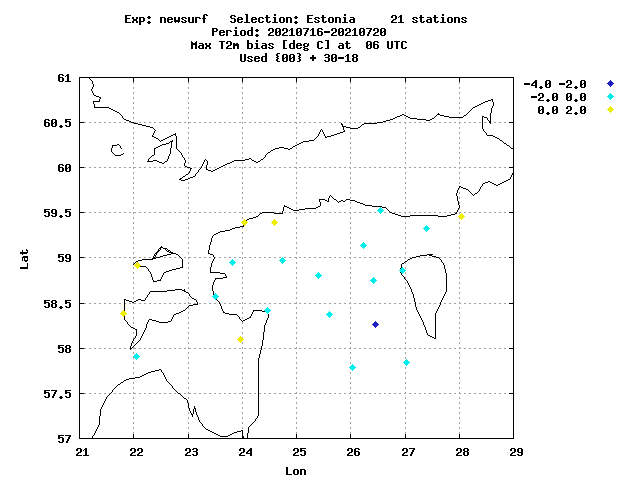 Exp: newsurf Selection: Estonia 21 stations
Period: 20210716-20210720
Max T2m bias [deg C] at 06 UTC
Used {00} + 30-18
-4.0 -2.0
-2.0 0.0
0.0 2.0
61
60.5
60
59.5
59
58.5
58
57.5
57
Lat
21 22 23 24 25 26 27 28 29
Lon